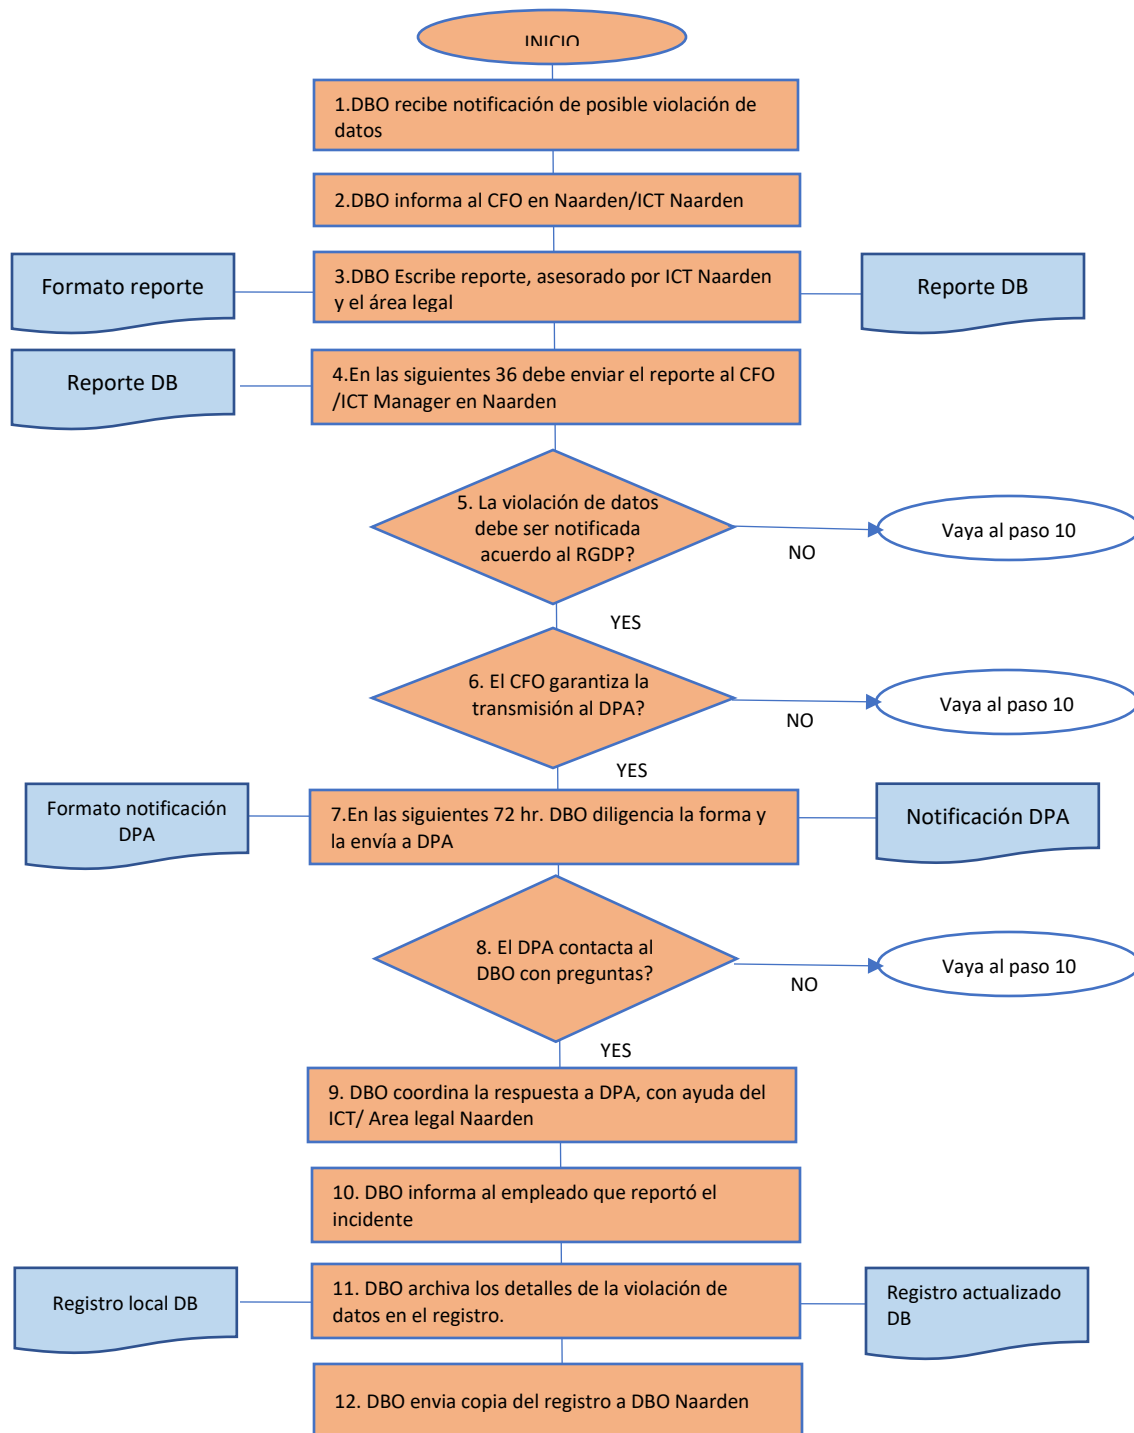 INICIO
1.DBO recibe notificación de posible violación de
datos
2.DBO informa al CFO en Naarden/ICT Naarden
Formato reporte
3.DBO Escribe reporte, asesorado por ICT Naarden
y el área legal
Reporte DB
Reporte DB
4.En las siguientes 36 debe enviar el reporte al CFO
/ICT Manager en Naarden
5. La violación de datos
debe ser notificada
acuerdo al RGDP?
NO
Vaya al paso 10
YES
6. El CFO garantiza la
transmisión al DPA?
NO
Vaya al paso 10
YES
Formato notificación
DPA
7.En las siguientes 72 hr. DBO diligencia la forma y
la envía a DPA
Notificación DPA
8. El DPA contacta al
DBO con preguntas?
NO
Vaya al paso 10
YES
9. DBO coordina la respuesta a DPA, con ayuda del
ICT/ Area legal Naarden
10. DBO informa al empleado que reportó el
incidente
Registro local DB
11. DBO archiva los detalles de la violación de
datos en el registro.
Registro actualizado
DB
12. DBO envia copia del registro a DBO Naarden